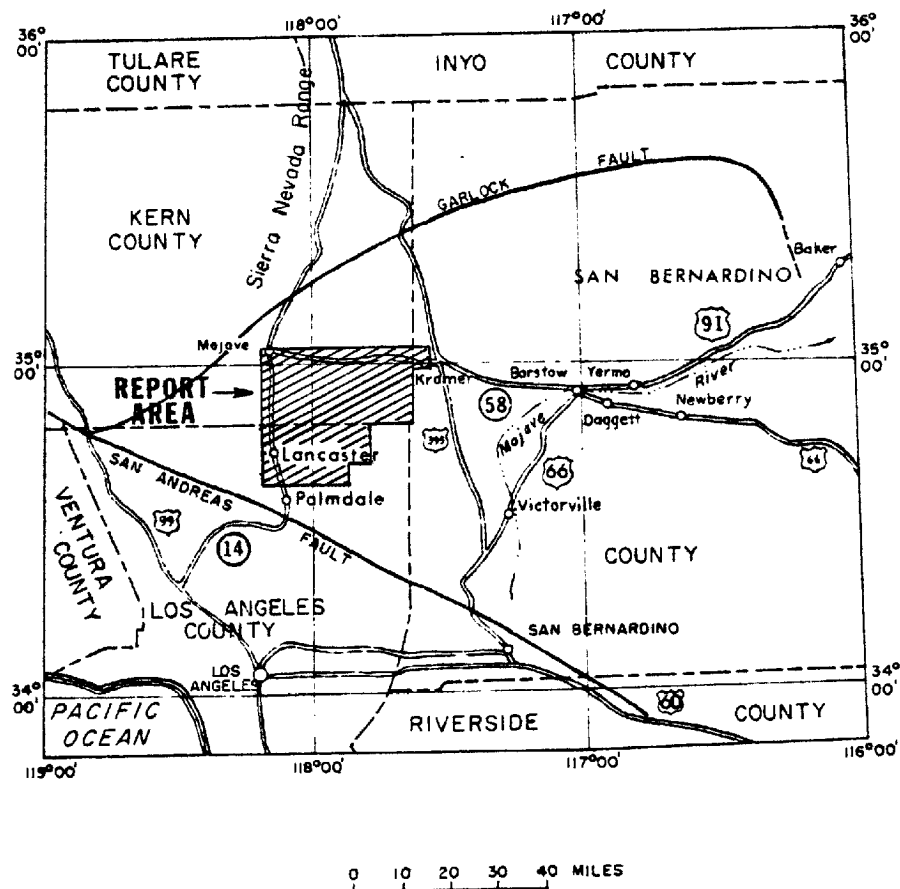 118°00'
117°00'
36°
00'
36°
00'
TULARE
COUNTY
INYO
COUNTY
Sierra Nevada Range
GARLOCK
FAULT
KERN
COUNTY
Baker
SAN BERNARDINO
91
Mojave
35°
00'
35°
00'
Kramer
Barstow
Yermo
River
REPORT
AREA
58
Newberry
Daggett
Mojave
395
66
66
Lancaster
SAN ANDREAS
FAULT
Palmdale
Victorville
99
14
VENTURA
COUNTY
COUNTY
LOS ANGELES
COUNTY
SAN BERNARDINO
LOS
ANGELES
34°
00'
34°
00'
60
PACIFIC
OCEAN
RIVERSIDE
COUNTY
119°00'
118°00'
117°00'
116°00'
0 10 20 30 40 MILES